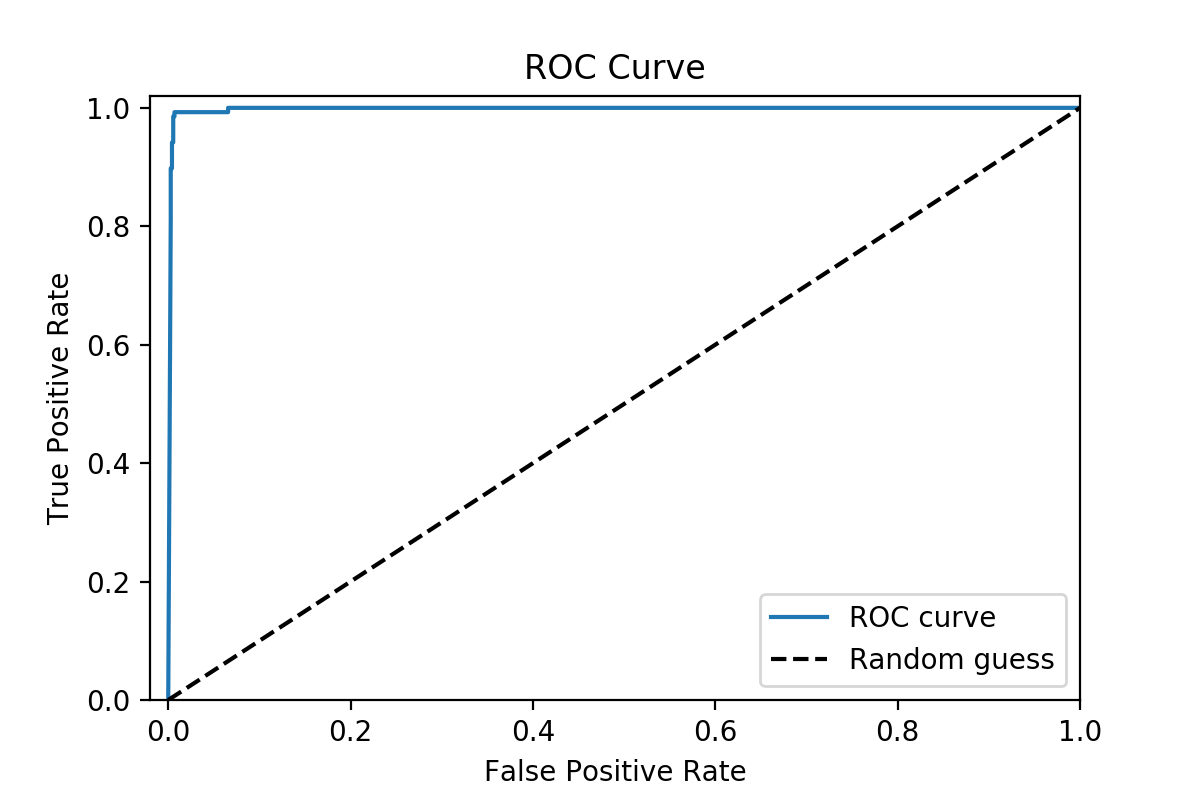 ROC Curve
True Positive Rate
1.0
0.8
0.6
0.4
0.2
0.0
0.0 0.2 0.4 0.6 0.8 1.0
False Positive Rate
ROC curve
Random guess